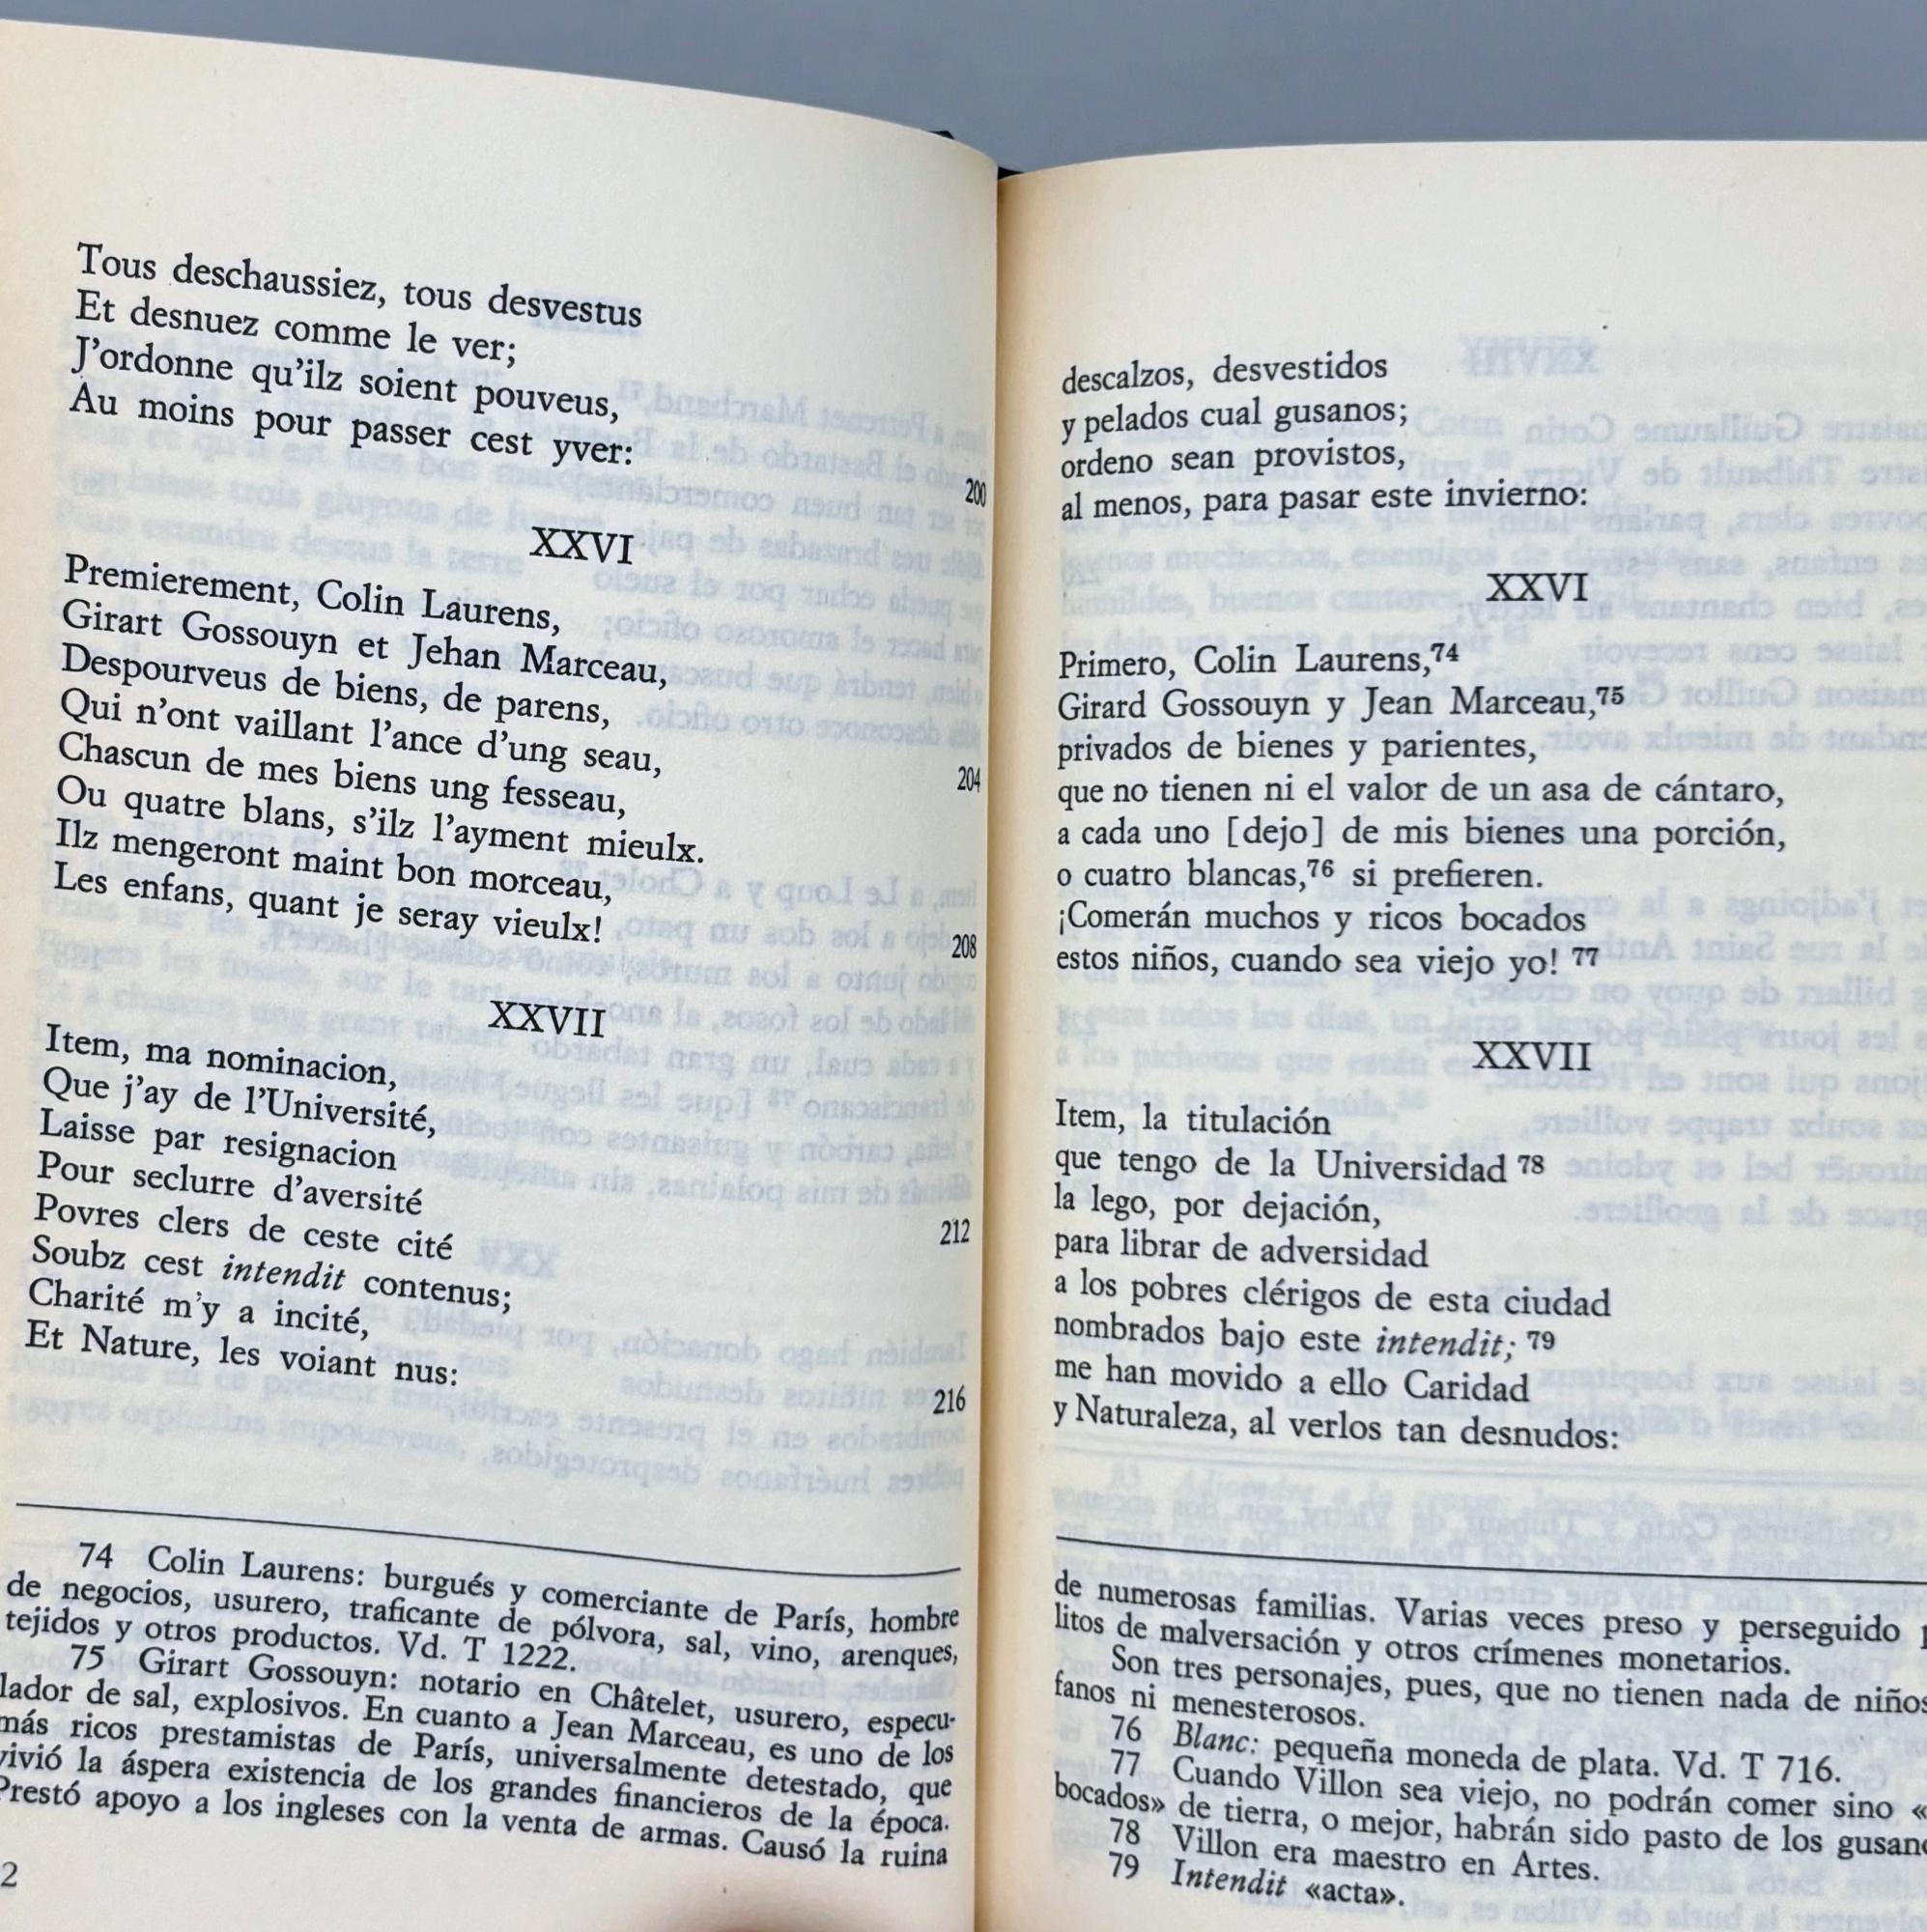 Tous deschaussiez, tous desvestus
Et desnuez comme le ver;
J'ordonne qu'ilz soient pouveus,
Au moins pour passer cest yver:
200
XXVI
Premierement, Colin Laurens,
Girart Gossouyn et Jehan Marceau,
Despourveus de biens, de parens,
Qui n'ont vaillant l'ance d'ung seau,
204
Chascun de mes biens ung fesseau,
Ou quatre blans, s'ilz l'ayment mieulx.
Ilz mengeront maint bon morceau,
Les enfans, quant je seray vieulx!
208
XXVII
Item, ma nominacion,
Que j'ay de l'Université,
Laisse par resignacion
Pour seclurre d'aversité
212
Povres clers de ceste cité
Soubz cest intendit contenus;
Charité m'y a incité,
Et Nature, les voiant nus:
216
74 Colin Laurens: burgués y comerciante de París, hombre
de negocios, usurero, traficante de pólvora, sal, vino, arenques,
tejidos y otros productos. Vd. T 1222.
75 Girart Gossouyn: notario en Châtelet, usurero, especu-
lador de sal, explosivos. En cuanto a Jean Marceau, es uno de los
más ricos prestamistas de París, universalmente detestado, que
vivió la áspera existencia de los grandes financieros de la época.
Prestó apoyo a los ingleses con la venta de armas. Causó la ruina
2
descalzos, desvestidos
y pelados cual gusanos;
ordeno sean provistos,
al menos, para pasar este invierno:
XXVI
Primero, Colin Laurens,74
Girard Gossouyn y Jean Marceau,75
privados de bienes y parientes,
que no tienen ni el valor de un asa de cántaro,
a cada uno [dejo] de mis bienes una porción,
o cuatro blancas,76 si prefieren.
¡Comerán muchos y ricos bocados
estos niños, cuando sea viejo yo! 77
XXVII
Item, la titulación
que tengo de la Universidad 78
la lego, por dejación,
para librar de adversidad
a los pobres clérigos de esta ciudad
nombrados bajo este intendit; 79
me han movido a ello Caridad
y Naturaleza, al verlos tan desnudos:
de numerosas familias. Varias veces preso y perseguido
litos de malversación y otros crímenes monetarios.
Son tres personajes, pues, que no tienen nada de niños
fanos ni menesterosos.
76 Blanc: pequeña moneda de plata. Vd. T 716.
77 Cuando Villon sea viejo, no podrán comer sino «
bocados» de tierra, o mejor, habrán sido pasto de los gusan
78 Villon era maestro en Artes.
79 Intendit «acta».